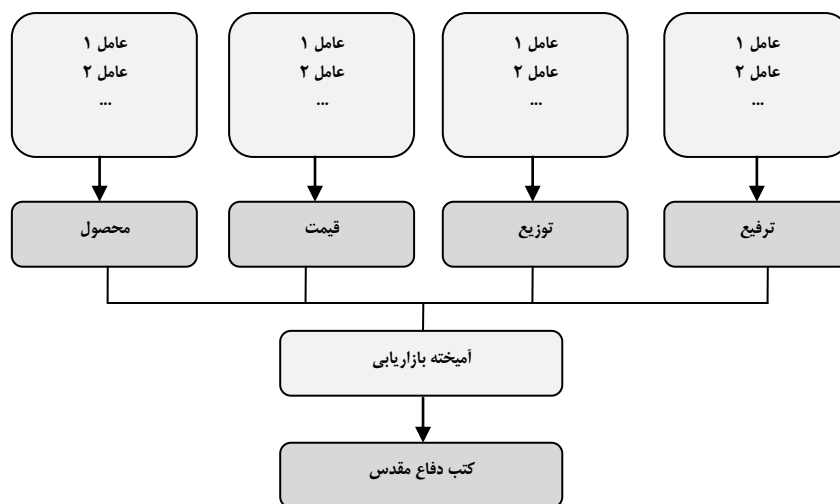 عامل ۱
عامل ۲
...
عامل ۱
عامل ۲
...
عامل ۱
عامل ۲
...
عامل ۱
عامل ۲
...
ترفیع
توزیع
قیمت
محصول
آمیخته بازاریابی
کتب دفاع مقدس